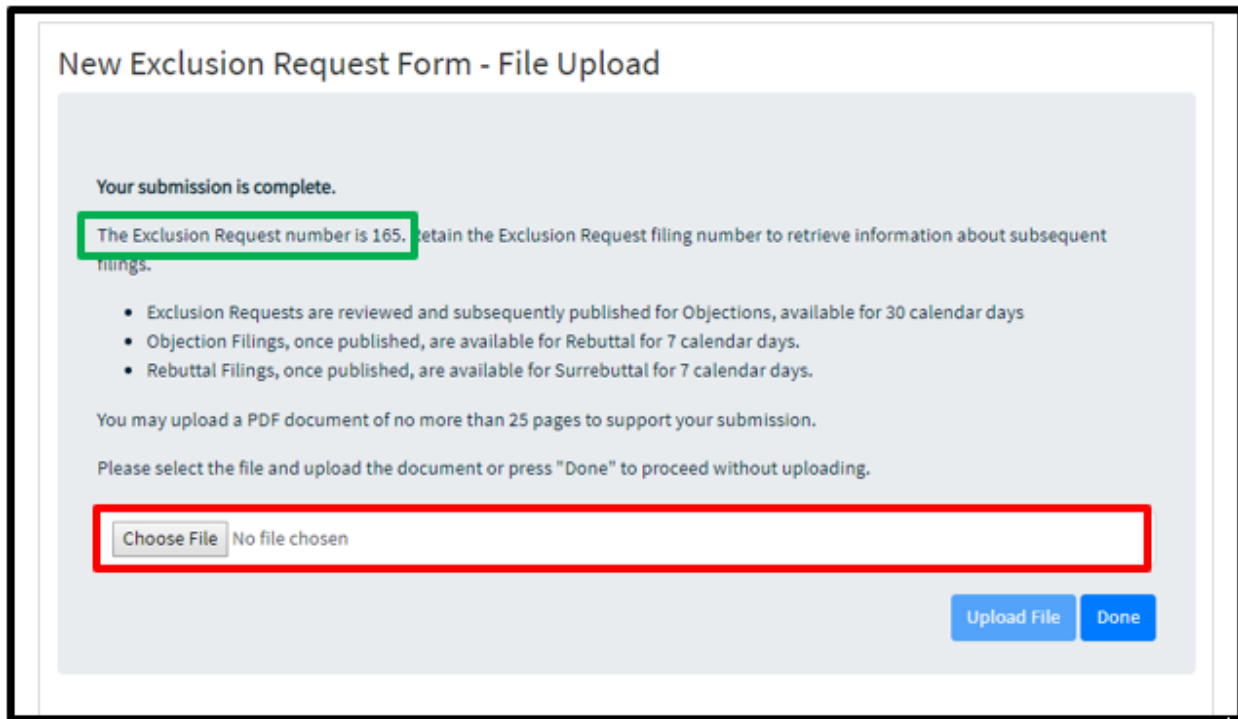 New Exclusion Request Form - File Upload
Your submission is complete.
The Exclusion Request number is 165. Retain the Exclusion Request filing number to retrieve information about subsequent
filings.
• Exclusion Requests are reviewed and subsequently published for Objections, available for 30 calendar days
• Objection Filings, once published, are available for Rebuttal for 7 calendar days.
• Rebuttal Filings, once published, are available for Surrebuttal for 7 calendar days.
You may upload a PDF document of no more than 25 pages to support your submission.
Please select the file and upload the document or press "Done" to proceed without uploading.
Choose File No file chosen
Upload File Done